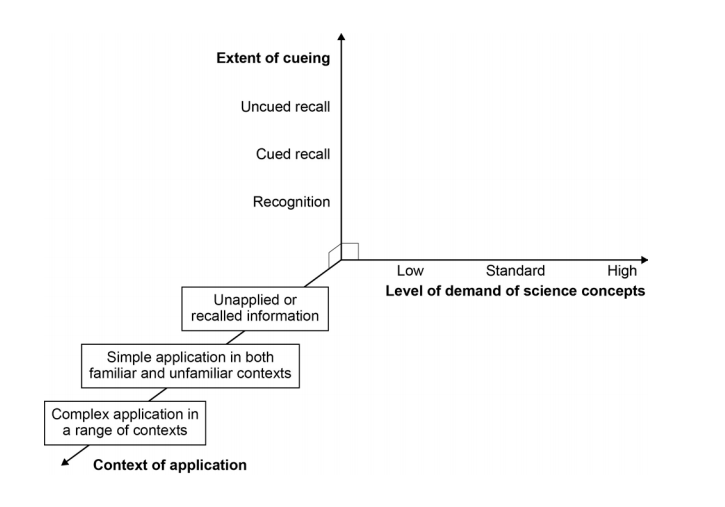 Extent of cueing
Uncued recall
Cued recall
Recognition
Low Standard High
Level of demand of science concepts
Unapplied or
recalled information
Simple application in both
familiar and unfamiliar contexts
Complex application in
a range of contexts
Context of application